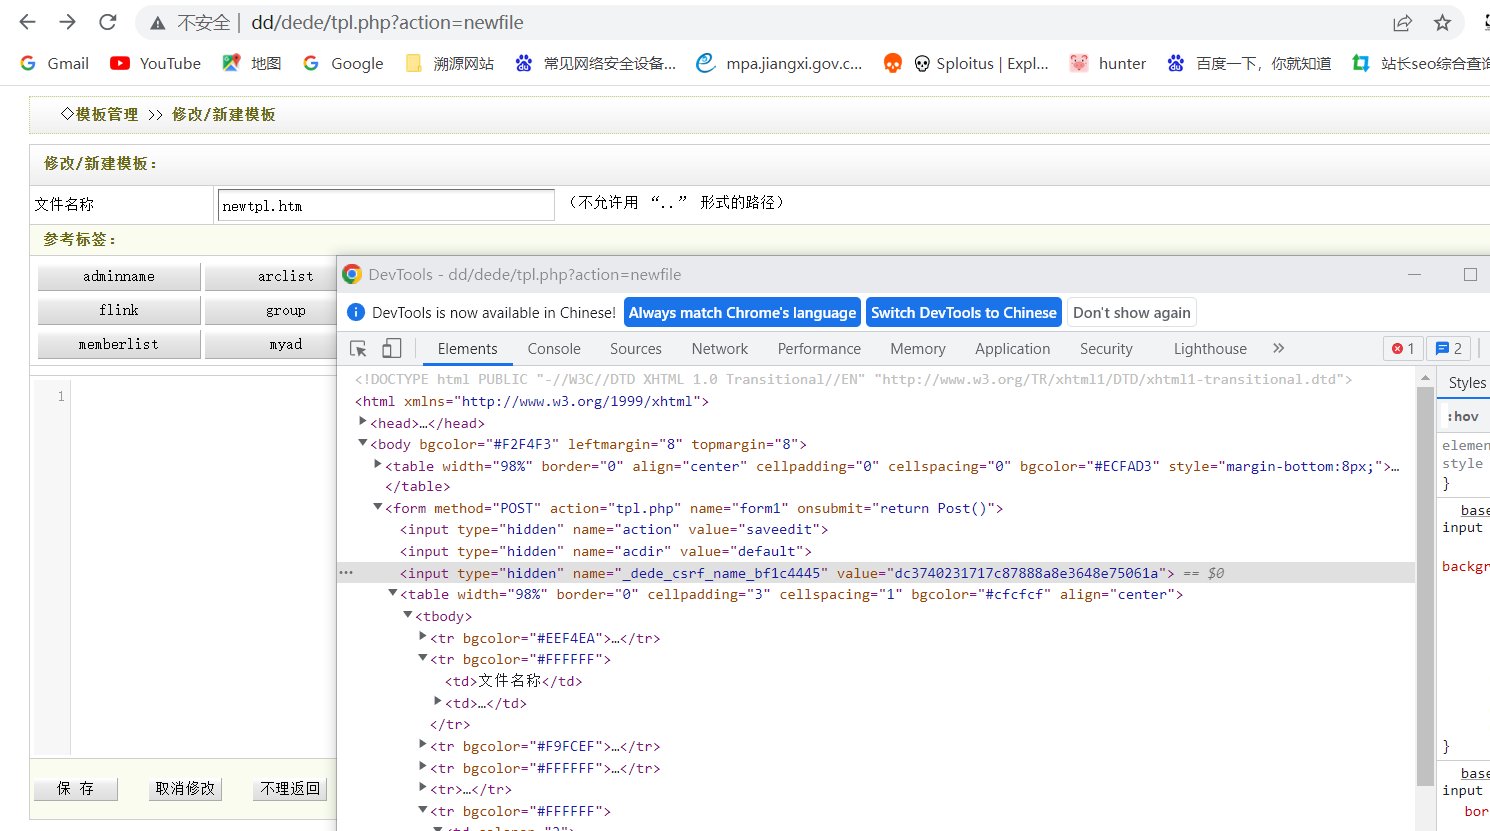 不安全 | dd/dede/tpl.php?action=newfile
Gmail YouTube 地图 Google 溯源网站 常见网络安全设备... mpa.jiangxi.gov.c... Sploitus | Expl... hunter 百度一下，你就知道 站长seo综合查询
◇模板管理 >> 修改/新建模板
修改/新建模板：
文件名称 newtpl.htm （不允许用 “..” 形式的路径）
参考标签：
adminname arclist
flink group
memberlist myad
1
保 存 取消修改 不理返回
DevTools - dd/dede/tpl.php?action=newfile
DevTools is now available in Chinese! Always match Chrome's language Switch DevTools to Chinese Don't show again
Elements Console Sources Network Performance Memory Application Security Lighthouse » 1 2
<!DOCTYPE html PUBLIC "-//W3C//DTD XHTML 1.0 Transitional//EN" "http://www.w3.org/TR/xhtml1/DTD/xhtml1-transitional.dtd">
<html xmlns="http://www.w3.org/1999/xhtml">
<head>…</head>
<body bgcolor="#F2F4F3" leftmargin="8" topmargin="8">
<table width="98%" border="0" align="center" cellpadding="0" cellspacing="0" bgcolor="#ECFAD3" style="margin-bottom:8px;">…
</table>
<form method="POST" action="tpl.php" name="form1" onsubmit="return Post()">
<input type="hidden" name="action" value="saveedit">
<input type="hidden" name="acdir" value="default">
<input type="hidden" name="_dede_csrf_name_bf1c4445" value="dc3740231717c87888a8e3648e75061a"> == $0
<table width="98%" border="0" cellpadding="3" cellspacing="1" bgcolor="#cfcfcf" align="center">
<tbody>
<tr bgcolor="#EEF4EA">…</tr>
<tr bgcolor="#FFFFFF">
<td>文件名称</td>
<td>…</td>
</tr>
<tr bgcolor="#F9FCEF">…</tr>
<tr bgcolor="#FFFFFF">…</tr>
<tr>…</tr>
<tr bgcolor="#FFFFFF">
Styles
:hov
elemen
style
}
base
input
backgr
}
base
input
bor